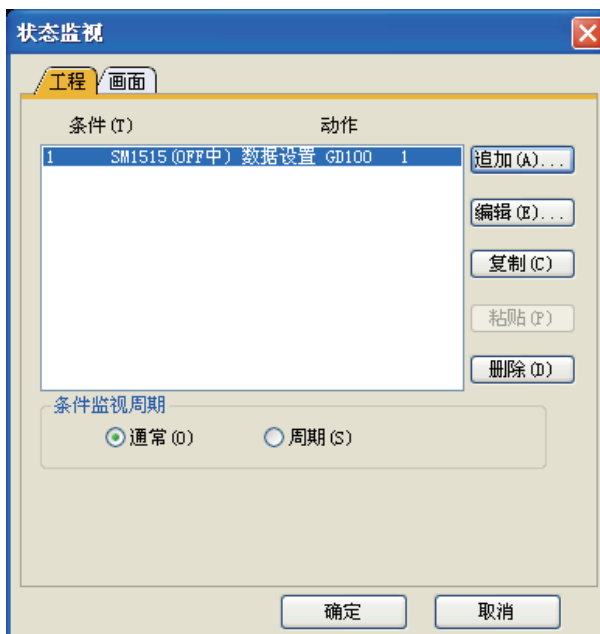 状态监视
工程 画面
条件(T) 动作
1 SM1515(OFF中) 数据设置 GD100 1
追加(A)...
编辑(E)...
复制(C)
粘贴(P)
删除(D)
条件监视周期
通常(O) 周期(S)
确定 取消